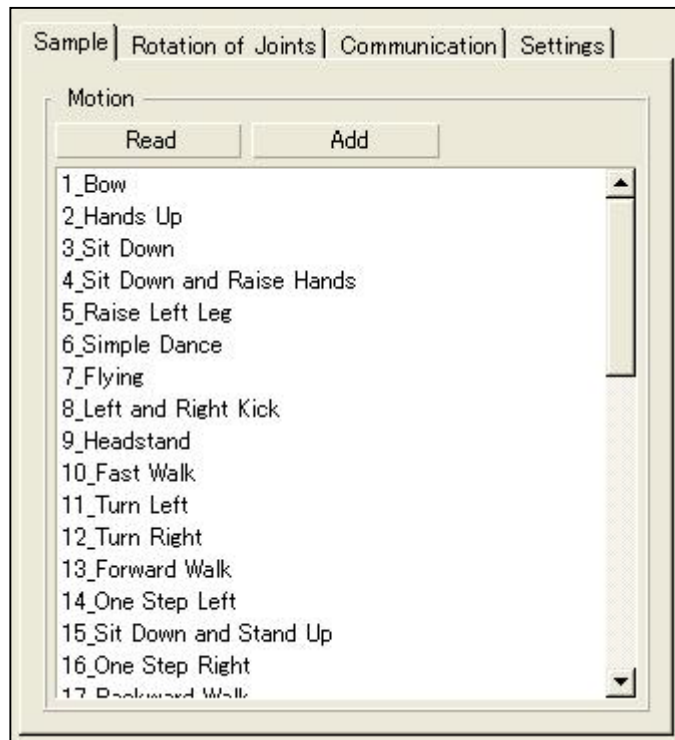 Sample Rotation of Joints Communication Settings
Motion
Read Add
1_Bow
2_Hands Up
3_Sit Down
4_Sit Down and Raise Hands
5_Raise Left Leg
6_Simple Dance
7_Flying
8_Left and Right Kick
9_Headstand
10_Fast Walk
11_Turn Left
12_Turn Right
13_Forward Walk
14_One Step Left
15_Sit Down and Stand Up
16_One Step Right
17_Backward Walk